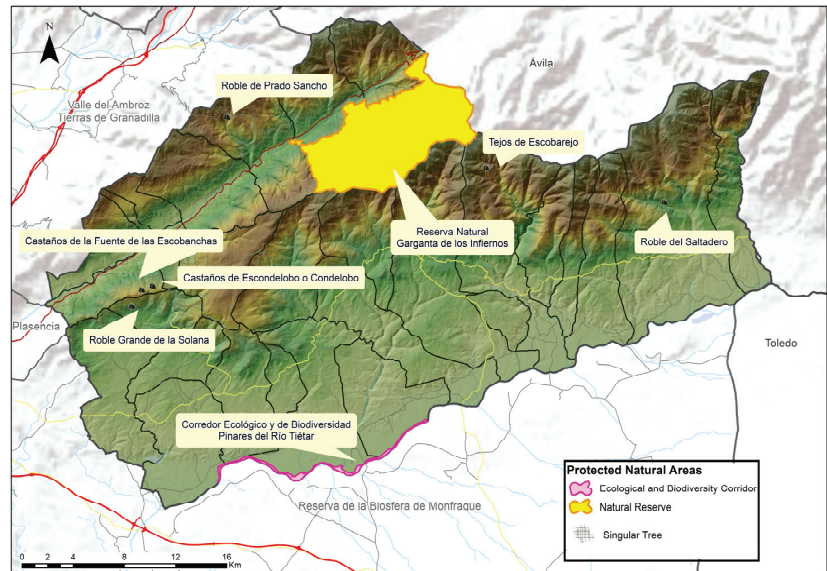 N
Ávila
Roble de Prado Sancho
Valle del Ambroz
Tierras de Granadilla
Tejos de Escobarejo
Reserva Natural
Garganta de los Infiernos
Roble del Saltadero
Castaños de la Fuente de las Escobanchas
Castaños de Escondelobo o Condelobo
Plasencia
Roble Grande de la Solana
Toledo
Corredor Ecológico y de Biodiversidad
Pinares del Río Tiétar
Reserva de la Biosfera de Monfragüe
Protected Natural Areas
Ecological and Biodiversity Corridor
Natural Reserve
Singular Tree
0 2 4 8 12 16
Km